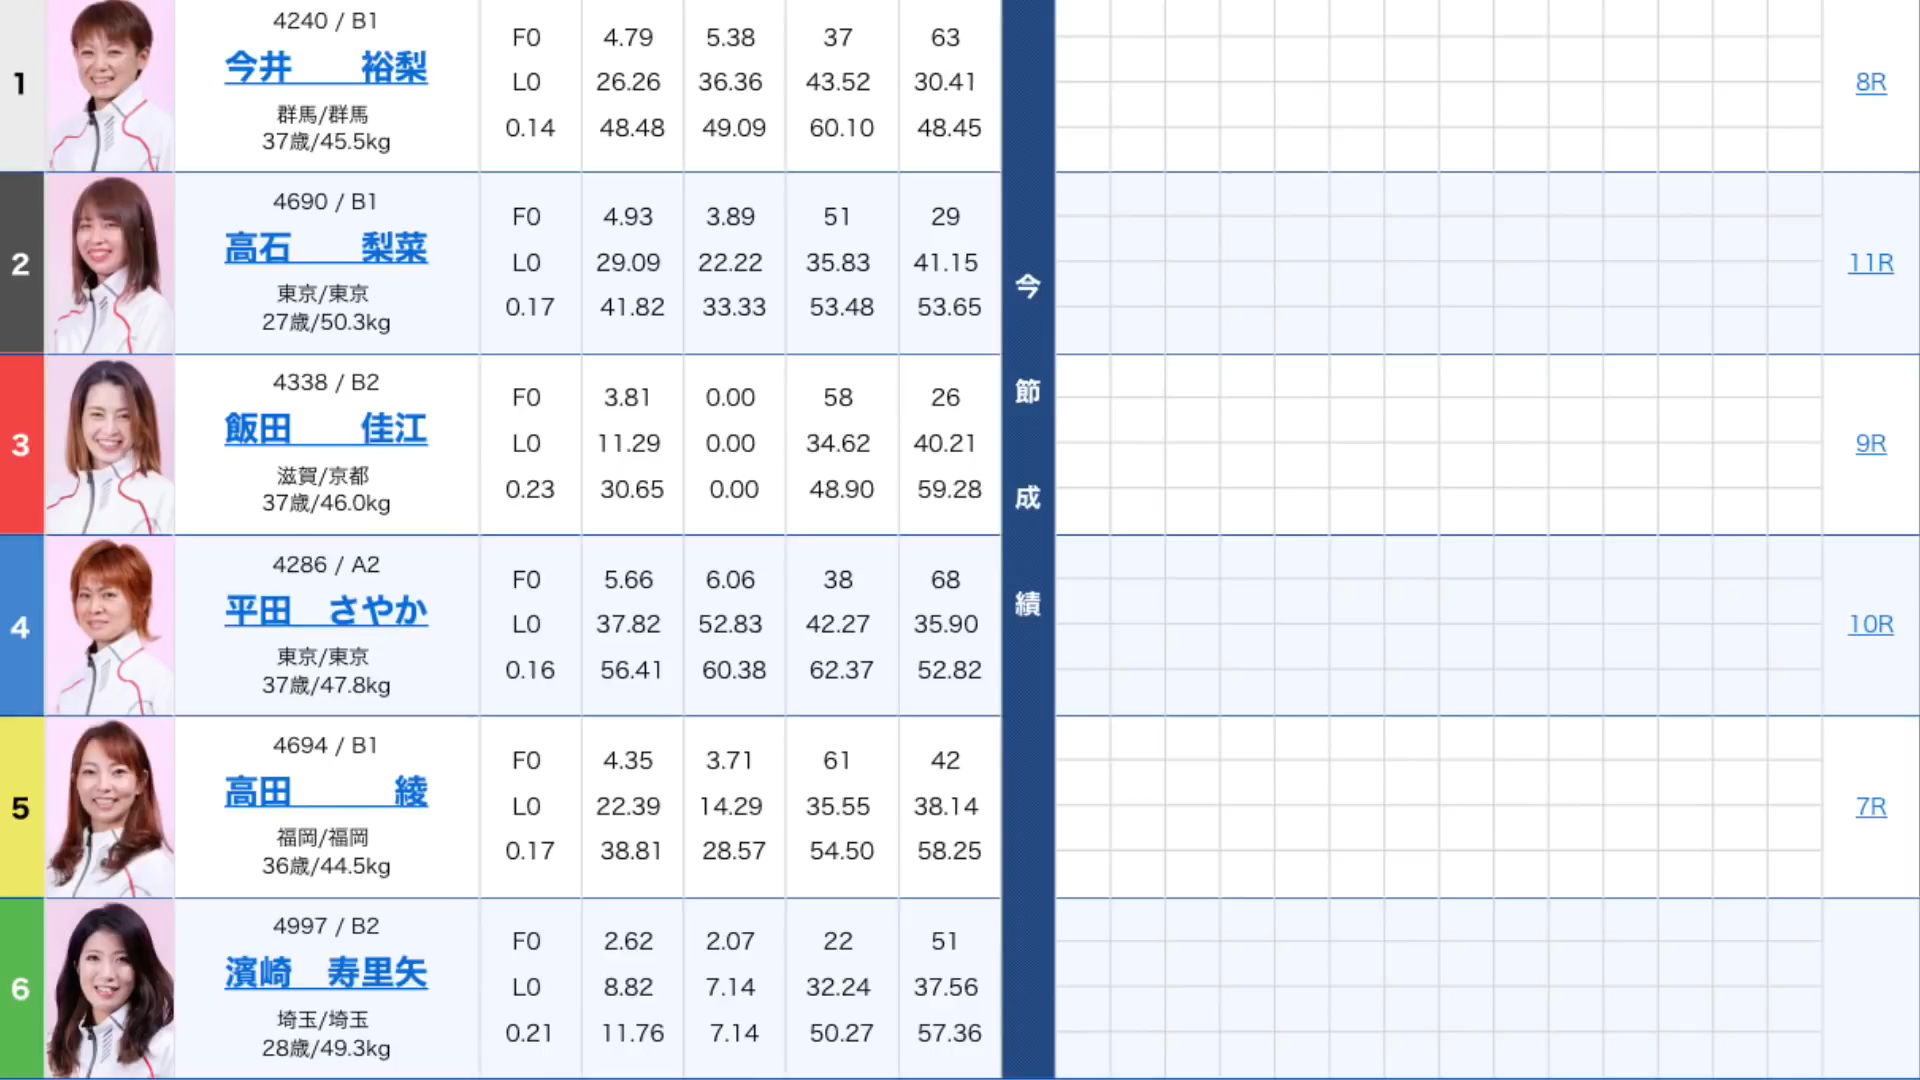 1
4240 / B1
今井 裕梨
群馬/群馬
37歳/45.5kg
F0 4.79 5.38 37 63
L0 26.26 36.36 43.52 30.41
0.14 48.48 49.09 60.10 48.45
8R
2
4690 / B1
高石 梨菜
東京/東京
27歳/50.3kg
F0 4.93 3.89 51 29
L0 29.09 22.22 35.83 41.15
0.17 41.82 33.33 53.48 53.65
11R
今節成績
3
4338 / B2
飯田 佳江
滋賀/京都
37歳/46.0kg
F0 3.81 0.00 58 26
L0 11.29 0.00 34.62 40.21
0.23 30.65 0.00 48.90 59.28
9R
4
4286 / A2
平田 さやか
東京/東京
37歳/47.8kg
F0 5.66 6.06 38 68
L0 37.82 52.83 42.27 35.90
0.16 56.41 60.38 62.37 52.82
10R
5
4694 / B1
高田 綾
福岡/福岡
36歳/44.5kg
F0 4.35 3.71 61 42
L0 22.39 14.29 35.55 38.14
0.17 38.81 28.57 54.50 58.25
7R
6
4997 / B2
濱崎 寿里矢
埼玉/埼玉
28歳/49.3kg
F0 2.62 2.07 22 51
L0 8.82 7.14 32.24 37.56
0.21 11.76 7.14 50.27 57.36